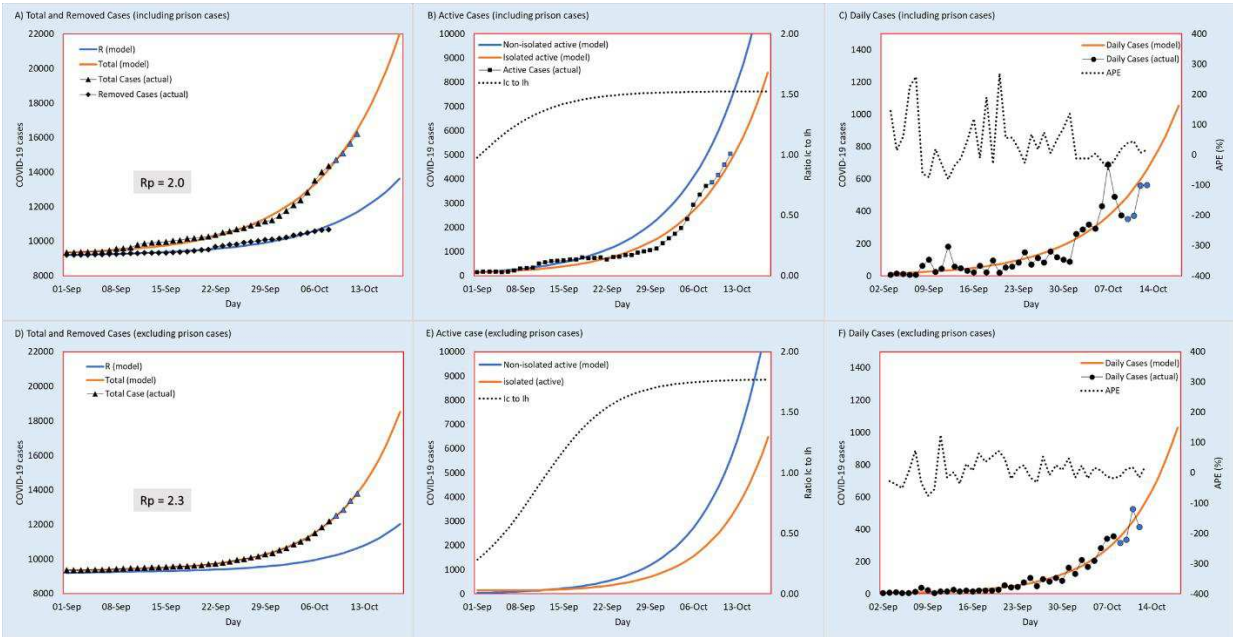 A) Total and Removed Cases (including prison cases)
22000
20000
18000
16000
14000
12000
10000
8000
COVID-19 cases
R (model)
Total (model)
Total Cases (actual)
Removed Cases (actual)
Rp = 2.0
01-Sep 08-Sep 15-Sep 22-Sep 29-Sep 06-Oct 13-Oct
Day
B) Active Cases (including prison cases)
10000
9000
8000
7000
6000
5000
4000
3000
2000
1000
0
COVID-19 cases
Non-isolated active (model)
Isolated active (model)
Active Cases (actual)
Ic to Ih
2.00
1.50
1.00
0.50
0.00
Ratio Ic to Ih
01-Sep 08-Sep 15-Sep 22-Sep 29-Sep 06-Oct 13-Oct
Day
C) Daily Cases (including prison cases)
1400
1200
1000
800
600
400
200
0
COVID-19 cases
Daily Cases (model)
Daily Cases (actual)
APE
400
300
200
100
0
-100
-200
-300
-400
APE (%)
02-Sep 09-Sep 16-Sep 23-Sep 30-Sep 07-Oct 14-Oct
Day
D) Total and Removed Cases (excluding prison cases)
22000
20000
18000
16000
14000
12000
10000
8000
COVID-19 cases
R (model)
Total (model)
Total Case (actual)
Rp = 2.3
01-Sep 08-Sep 15-Sep 22-Sep 29-Sep 06-Oct 13-Oct
Day
E) Active case (excluding prison cases)
10000
9000
8000
7000
6000
5000
4000
3000
2000
1000
0
COVID-19 cases
Non-isolated active (model)
isolated (active)
Ic to Ih
2.00
1.50
1.00
0.50
0.00
Ratio Ic to Ih
01-Sep 08-Sep 15-Sep 22-Sep 29-Sep 06-Oct 13-Oct
Day
F) Daily Cases (excluding prison cases)
1400
1200
1000
800
600
400
200
0
COVID-19 cases
Daily Cases (model)
Daily Cases (actual)
APE
400
300
200
100
0
-100
-200
-300
-400
APE (%)
02-Sep 09-Sep 16-Sep 23-Sep 30-Sep 07-Oct 14-Oct
Day